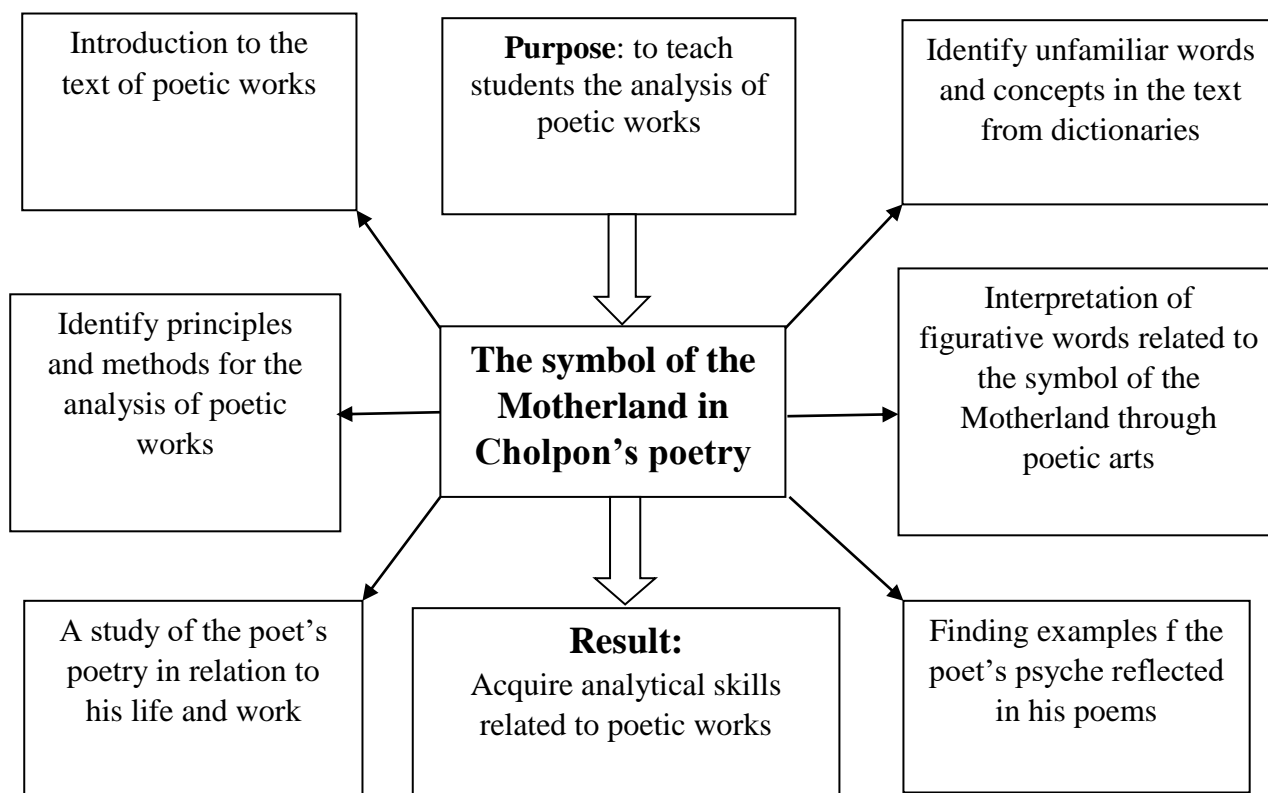 Introduction to the
text of poetic works
Purpose: to teach
students the analysis of
poetic works
Identify unfamiliar words
and concepts in the text
from dictionaries
Identify principles
and methods for the
analysis of poetic
works
The symbol of the
Motherland in
Cholpon’s poetry
Interpretation of
figurative words related to
the symbol of the
Motherland through
poetic arts
A study of the poet’s
poetry in relation to
his life and work
Result:
Acquire analytical skills
related to poetic works
Finding examples f the
poet’s psyche reflected
in his poems